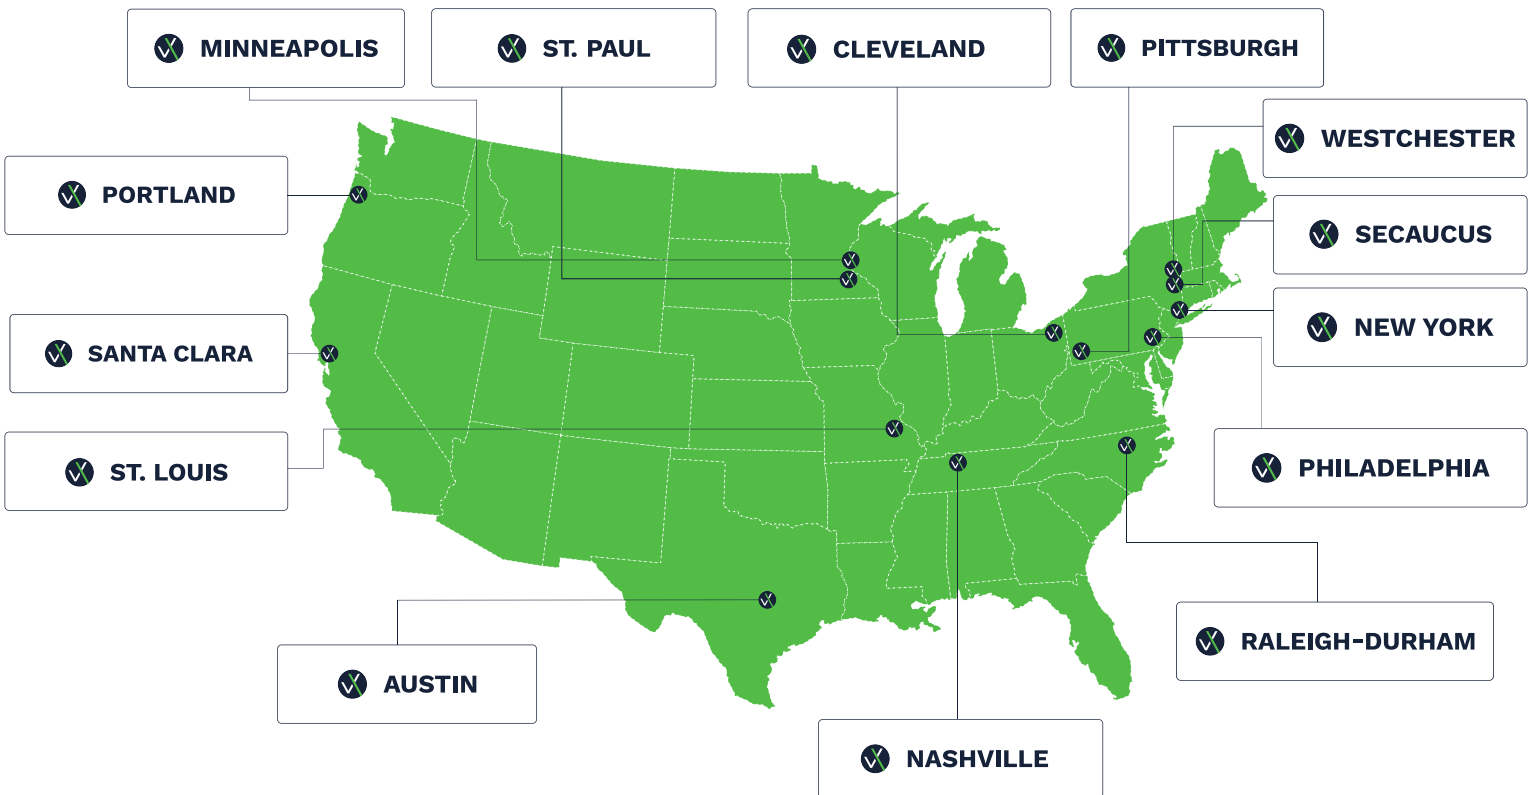 MINNEAPOLIS
ST. PAUL
CLEVELAND
PITTSBURGH
WESTCHESTER
PORTLAND
SECAUCUS
NEW YORK
SANTA CLARA
ST. LOUIS
PHILADELPHIA
RALEIGH-DURHAM
AUSTIN
NASHVILLE